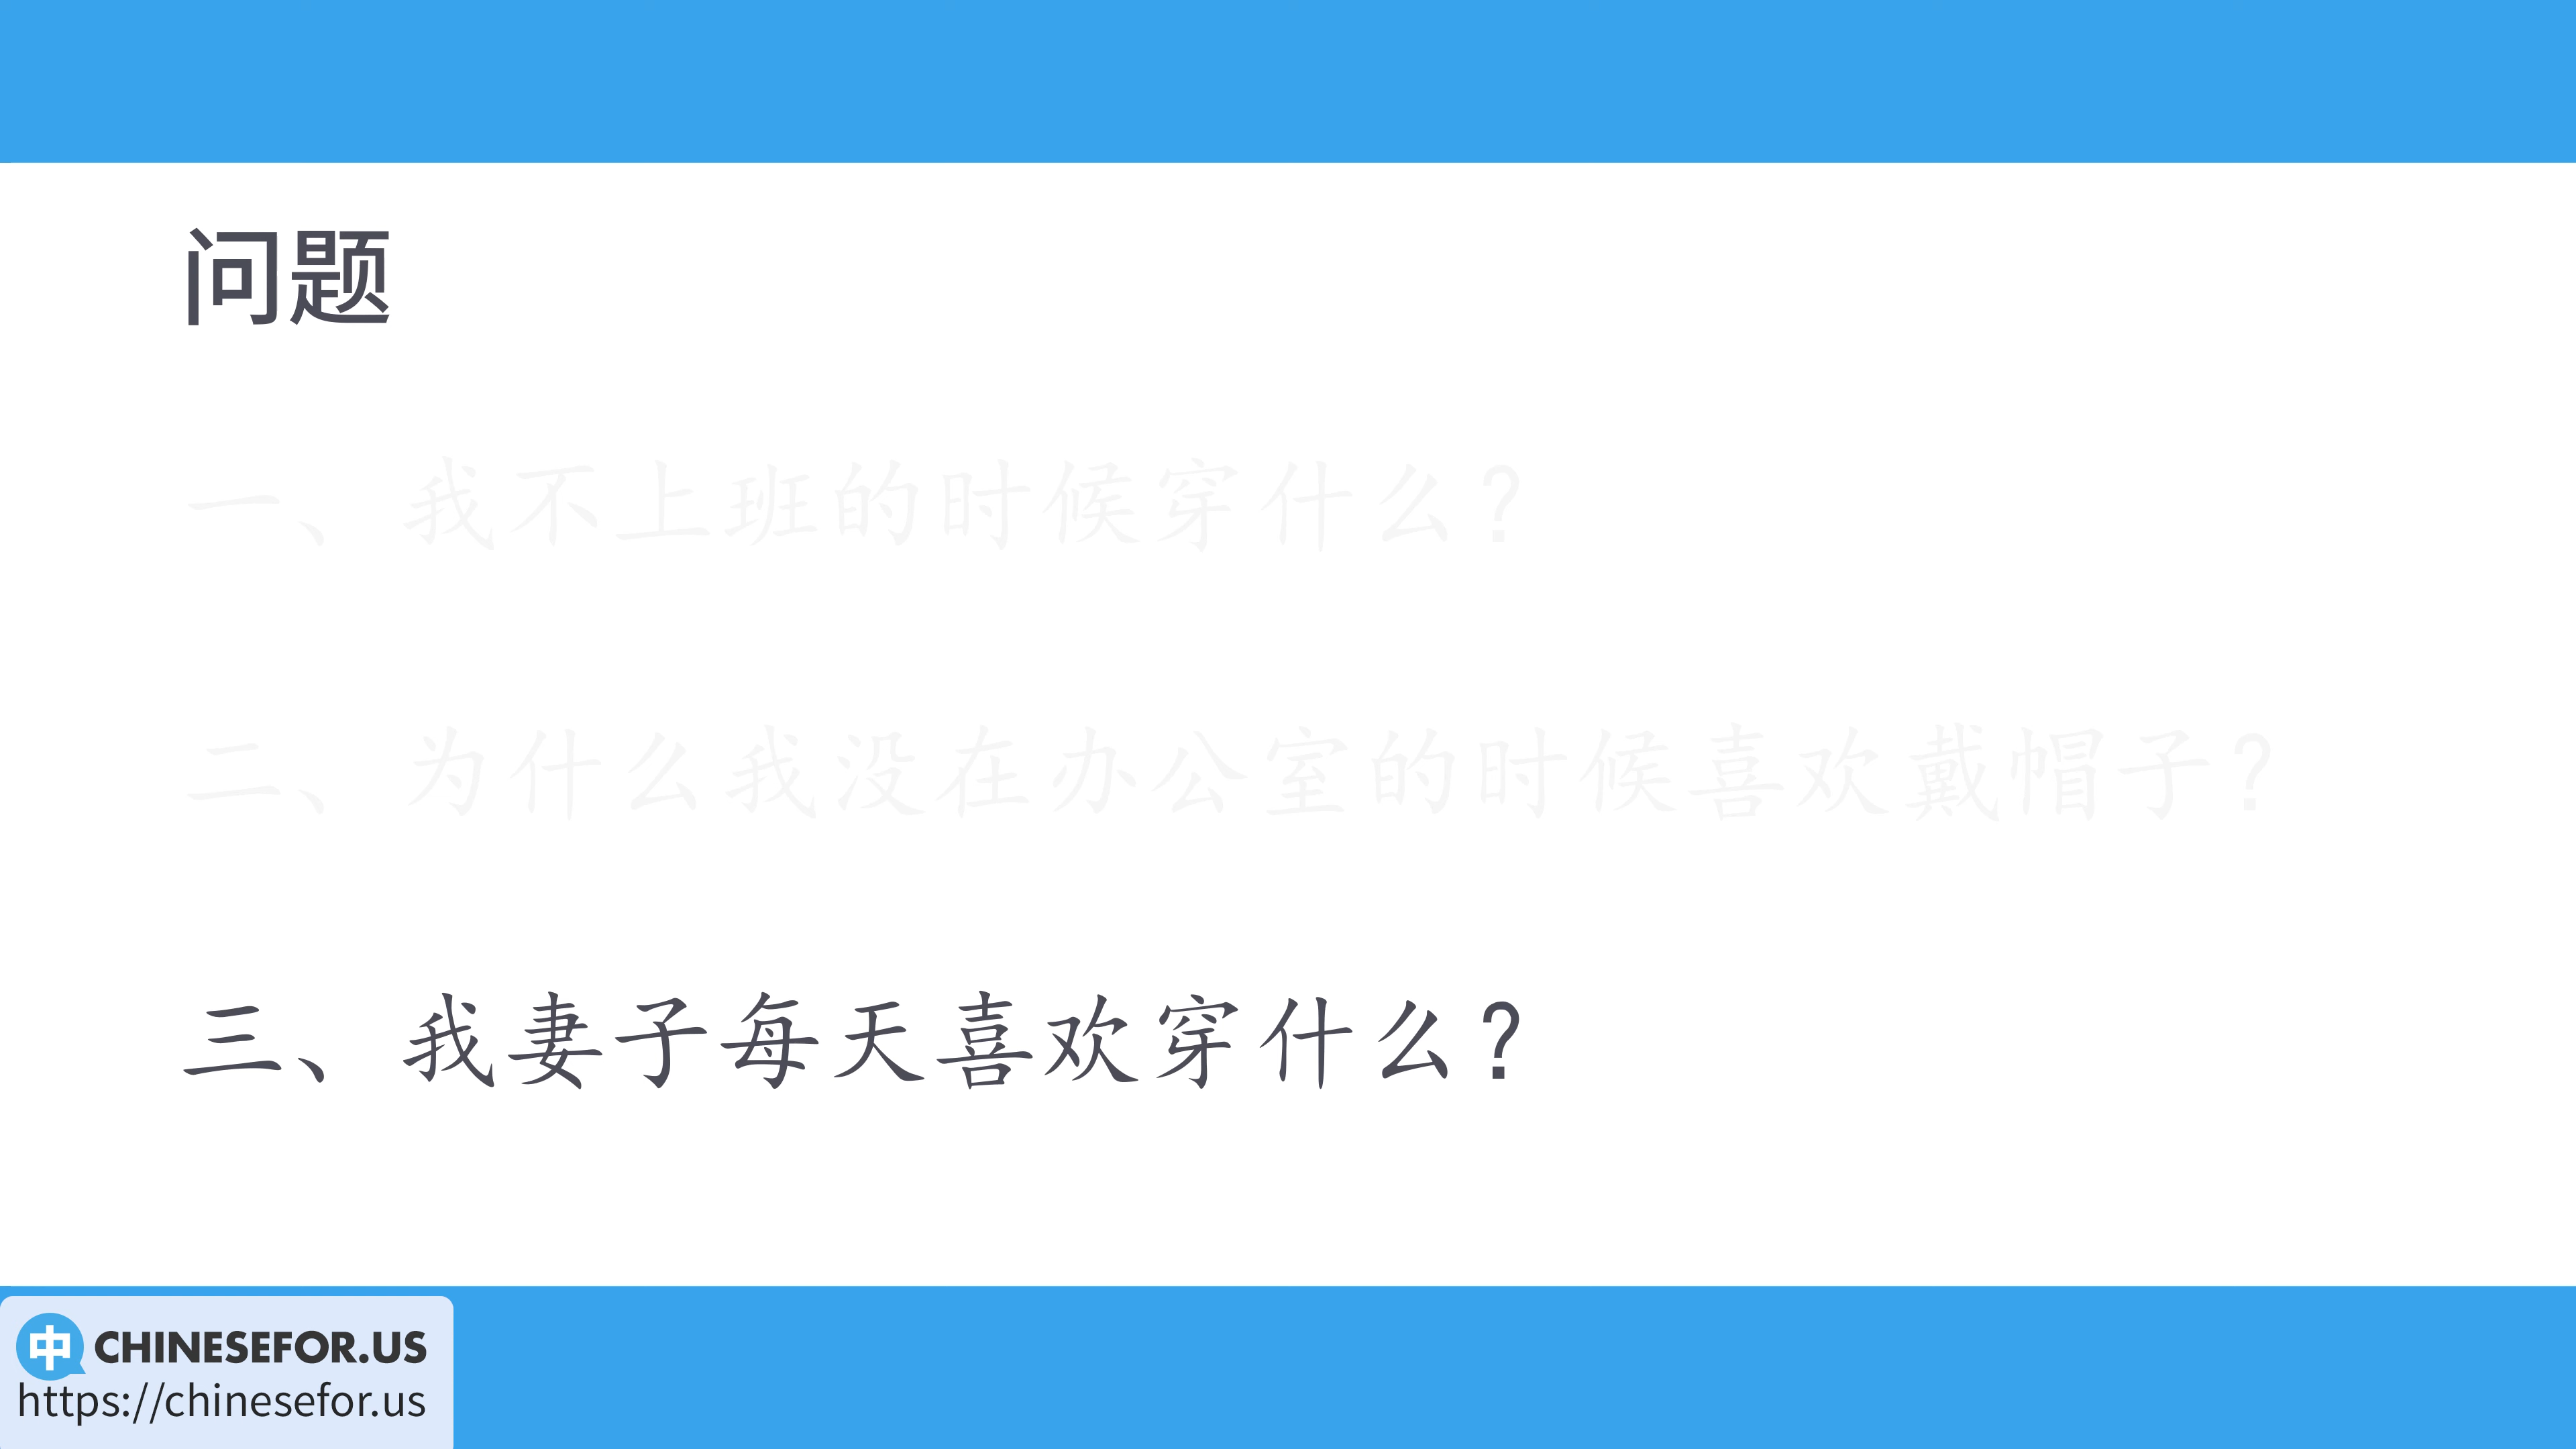 问题
一、我不上班的时候穿什么？
二、为什么我没在办公室的时候喜欢戴帽子？
三、我妻子每天喜欢穿什么？
中 CHINESEFOR.US
https://chinesefor.us